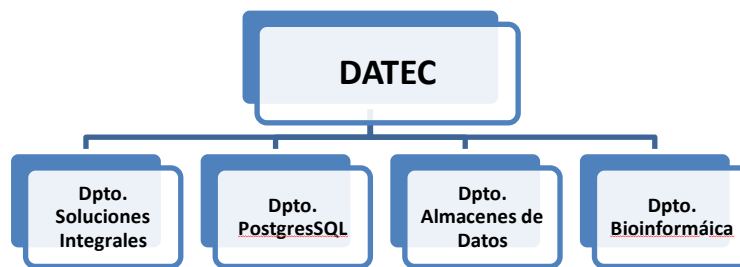 DATEC
Dpto.
Soluciones
Integrales
Dpto.
PostgresSQL
Dpto.
Almacenes de
Datos
Dpto.
Bioinformáica